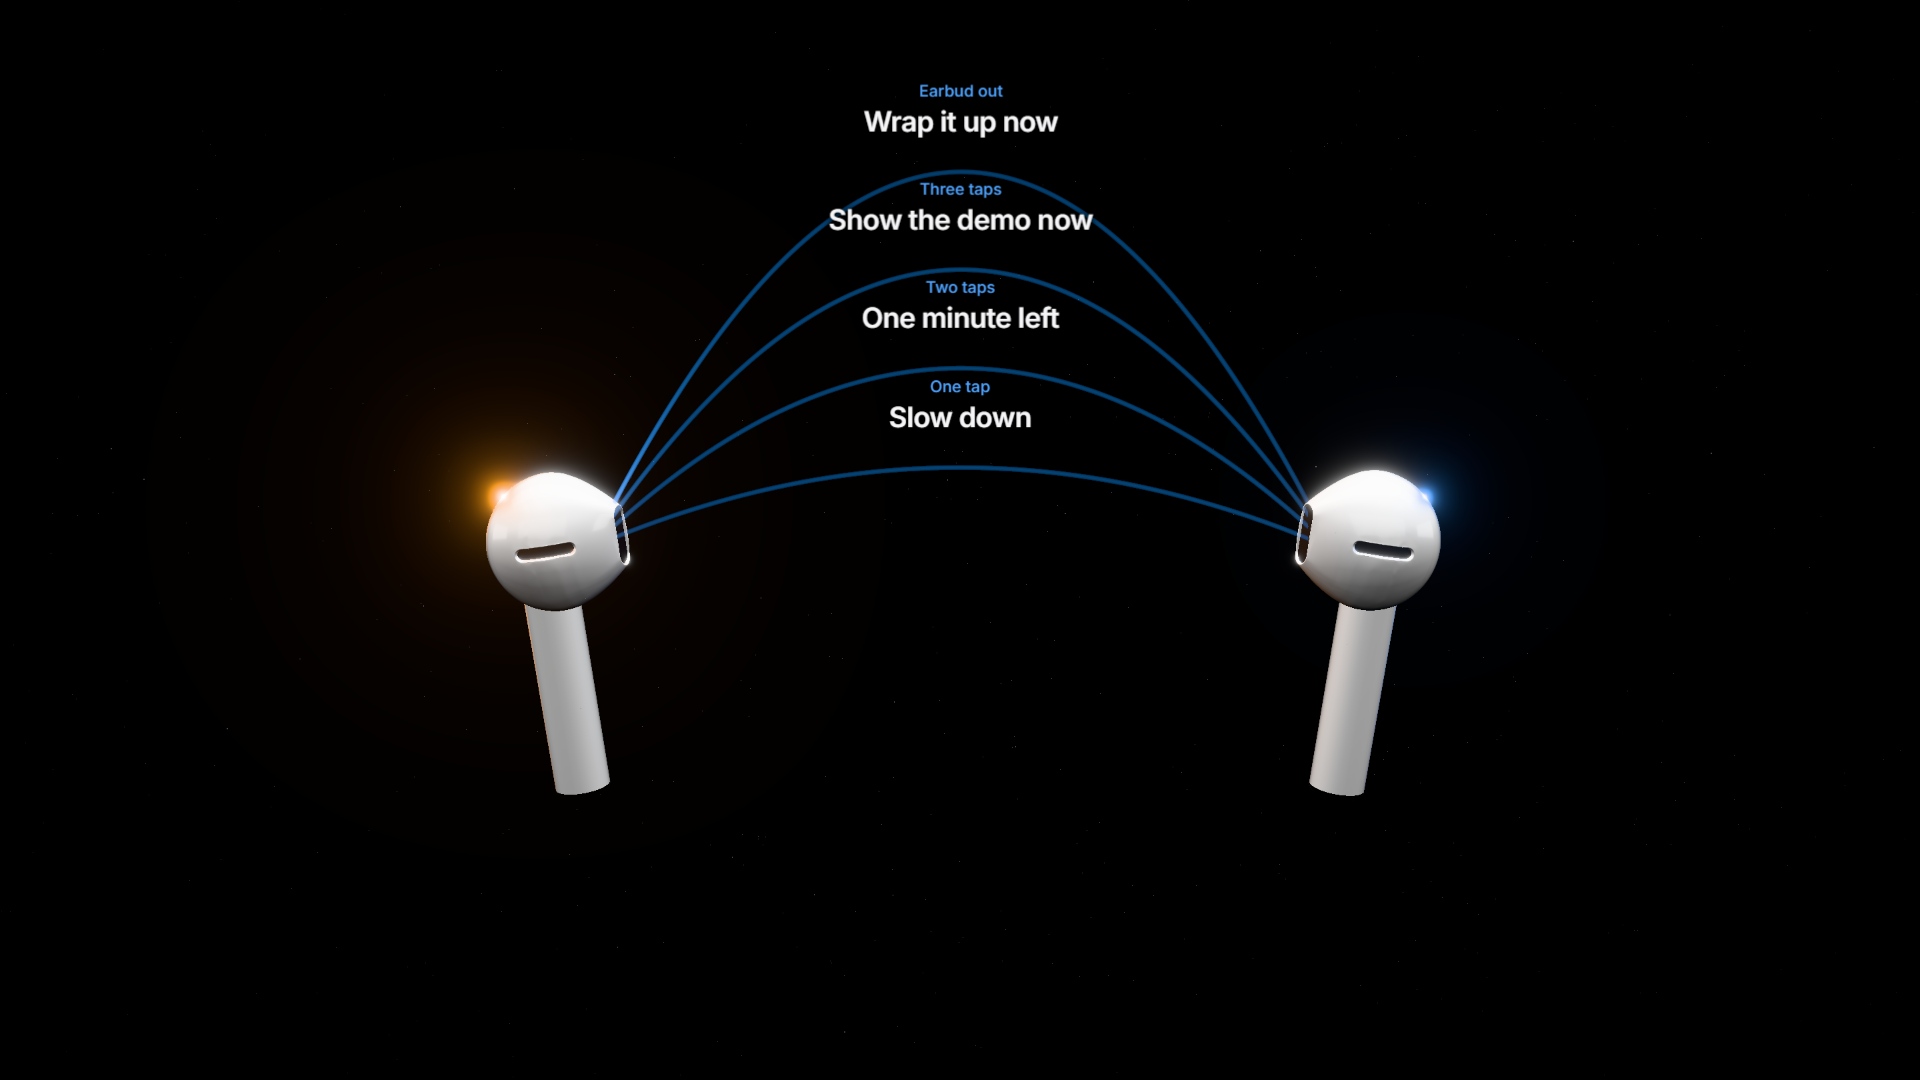 Earbud out
Wrap it up now
Three taps
Show the demo now
Two taps
One minute left
One tap
Slow down